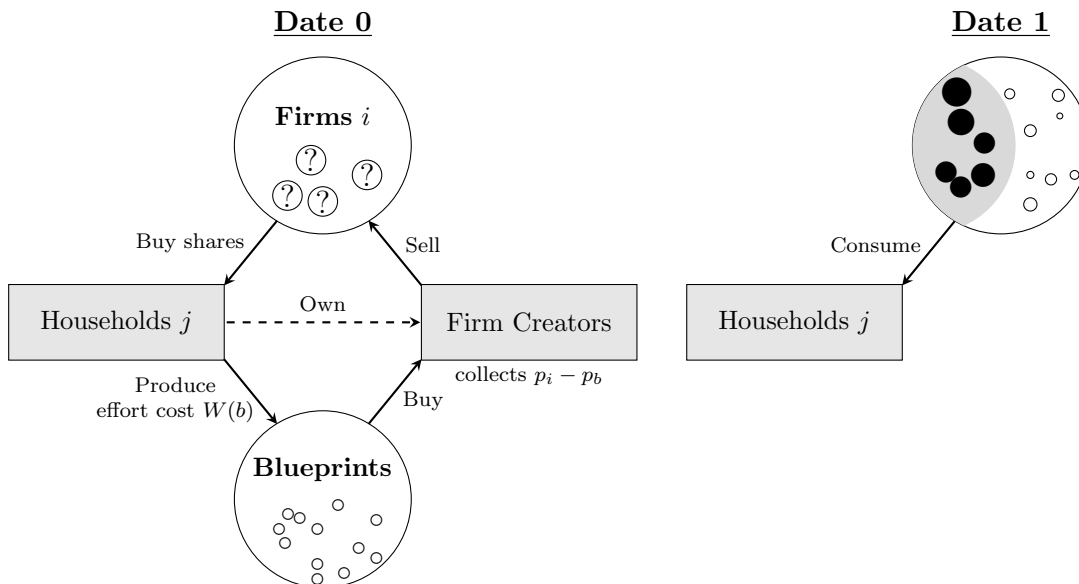 Date 0
Date 1
Firms i
?
?
?
?
Buy shares
Sell
Consume
Households j
Own
Firm Creators
Households j
collects p_i − p_b
Produce
effort cost W(b)
Buy
Blueprints